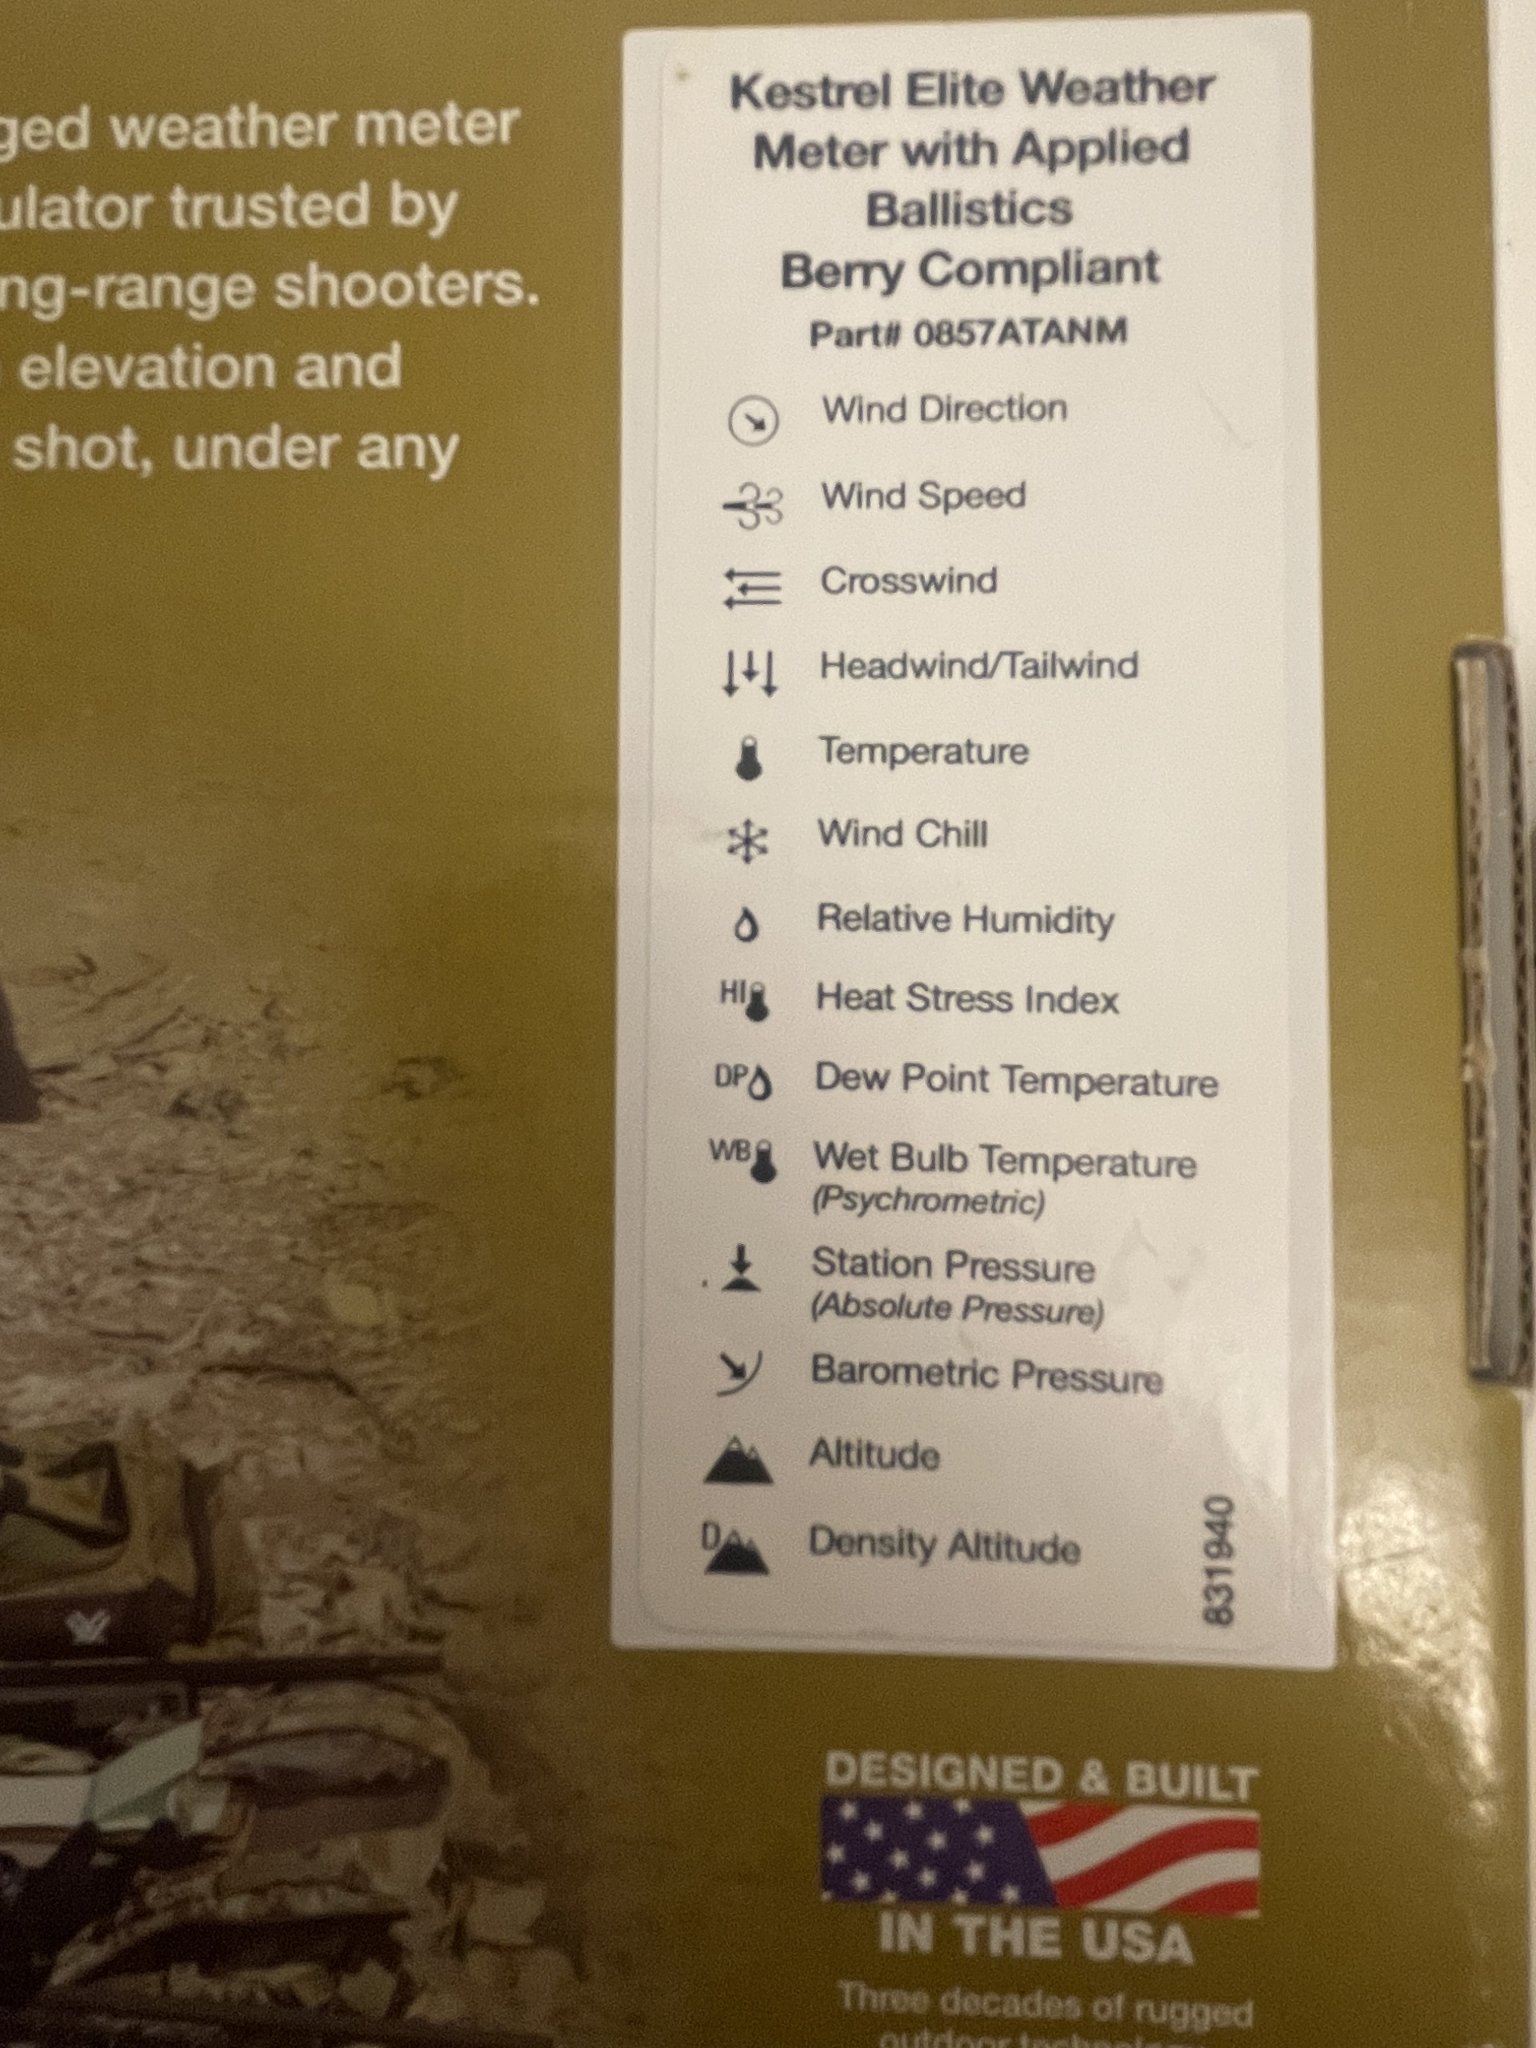 ged weather meter
ulator trusted by
ng-range shooters.
elevation and
shot, under any
Kestrel Elite Weather
Meter with Applied
Ballistics
Berry Compliant
Part# 0857ATANM
Wind Direction
Wind Speed
Crosswind
Headwind/Tailwind
Temperature
Wind Chill
Relative Humidity
HI Heat Stress Index
DP Dew Point Temperature
WB Wet Bulb Temperature
(Psychrometric)
Station Pressure
(Absolute Pressure)
Barometric Pressure
Altitude
D Density Altitude
831940
DESIGNED & BUILT
IN THE USA
Three decades of rugged
outdoor